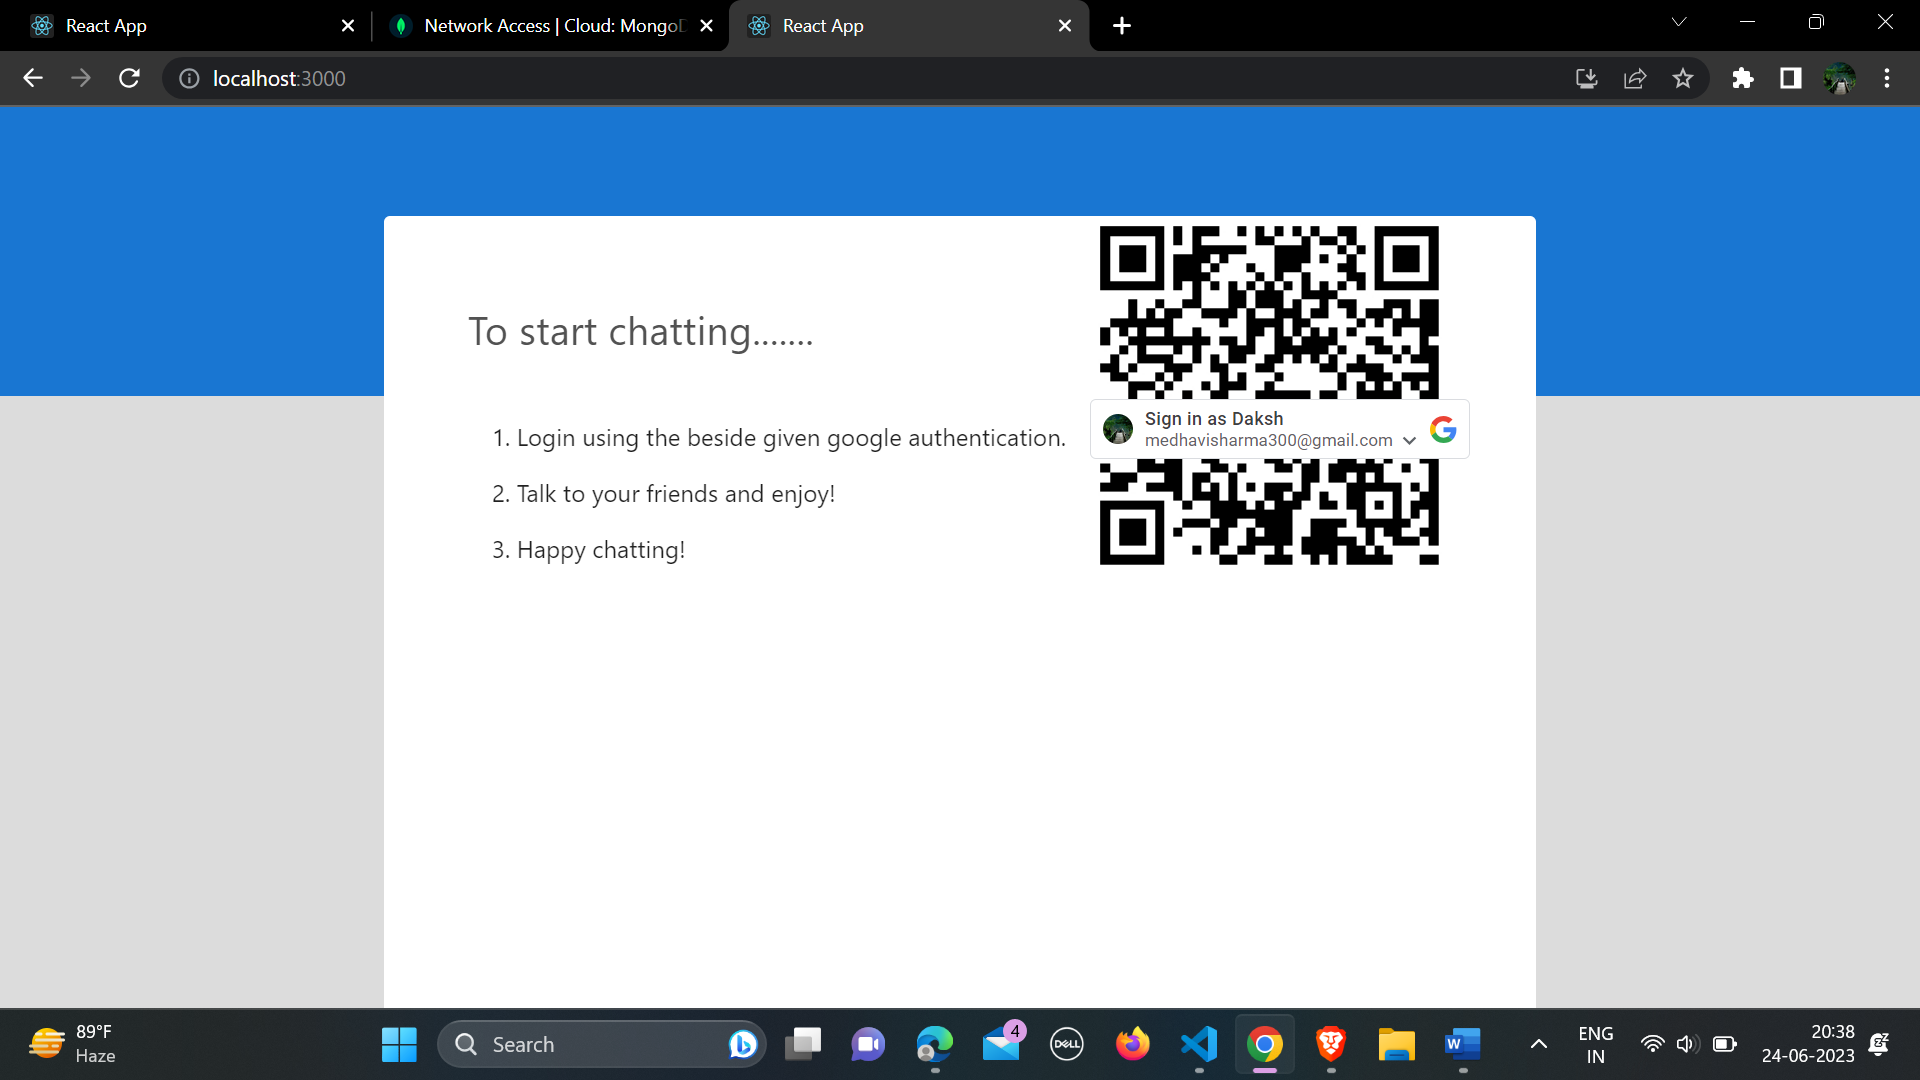 React App
Network Access | Cloud: Mongo
React App
localhost:3000
To start chatting.......
1. Login using the beside given google authentication.
2. Talk to your friends and enjoy!
3. Happy chatting!
Sign in as Daksh
medhavisharma300@gmail.com
89°F
Haze
Search
4
DELL
W
ENG
IN
20:38
24-06-2023